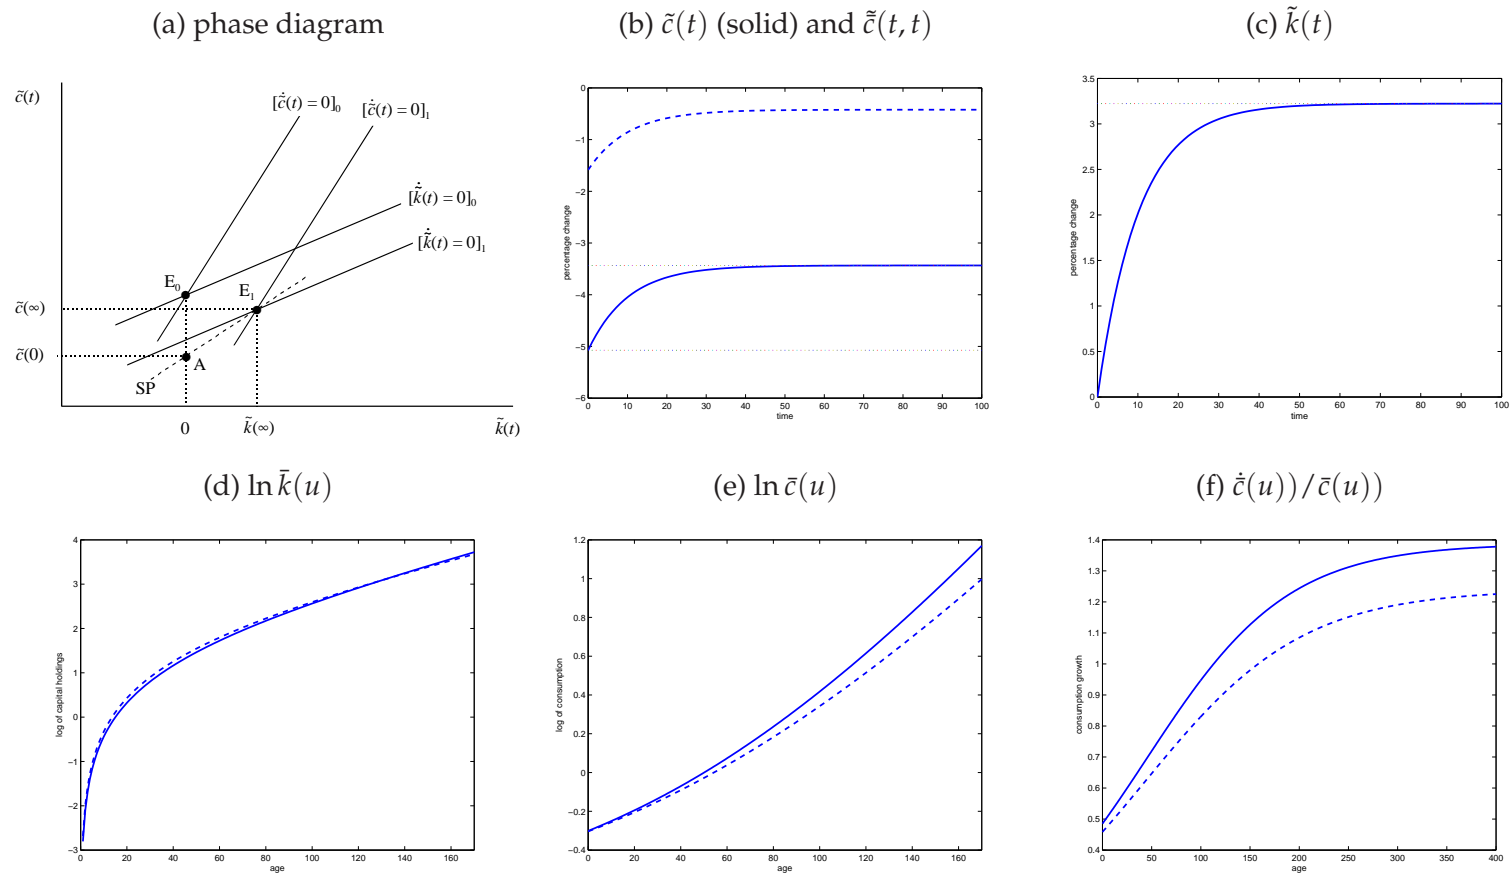 (a) phase diagram
(b) c̃(t) (solid) and c̃̄(t, t)
(c) k̃(t)
c̃(t)
[ċ̃(t) = 0]₀
[ċ̃(t) = 0]₁
[k̃̇(t) = 0]₀
[k̃̇(t) = 0]₁
E₀
E₁
c̃(∞)
c̃(0)
A
SP
0
k̃(∞)
k̃(t)
percentage change
0
−1
−2
−3
−4
−5
−6
0 10 20 30 40 50 60 70 80 90 100
time
percentage change
3.5
3
2.5
2
1.5
1
0.5
0
0 10 20 30 40 50 60 70 80 90 100
time
(d) ln k̄(u)
(e) ln c̄(u)
(f) c̄̇(u))/c̄(u))
log of capital holdings
4
3
2
1
0
−1
−2
−3
0 20 40 60 80 100 120 140 160
age
log of consumption
1.2
1
0.8
0.6
0.4
0.2
0
−0.2
−0.4
0 20 40 60 80 100 120 140 160
age
consumption growth
1.4
1.3
1.2
1.1
1
0.9
0.8
0.7
0.6
0.5
0.4
0 50 100 150 200 250 300 350 400
age